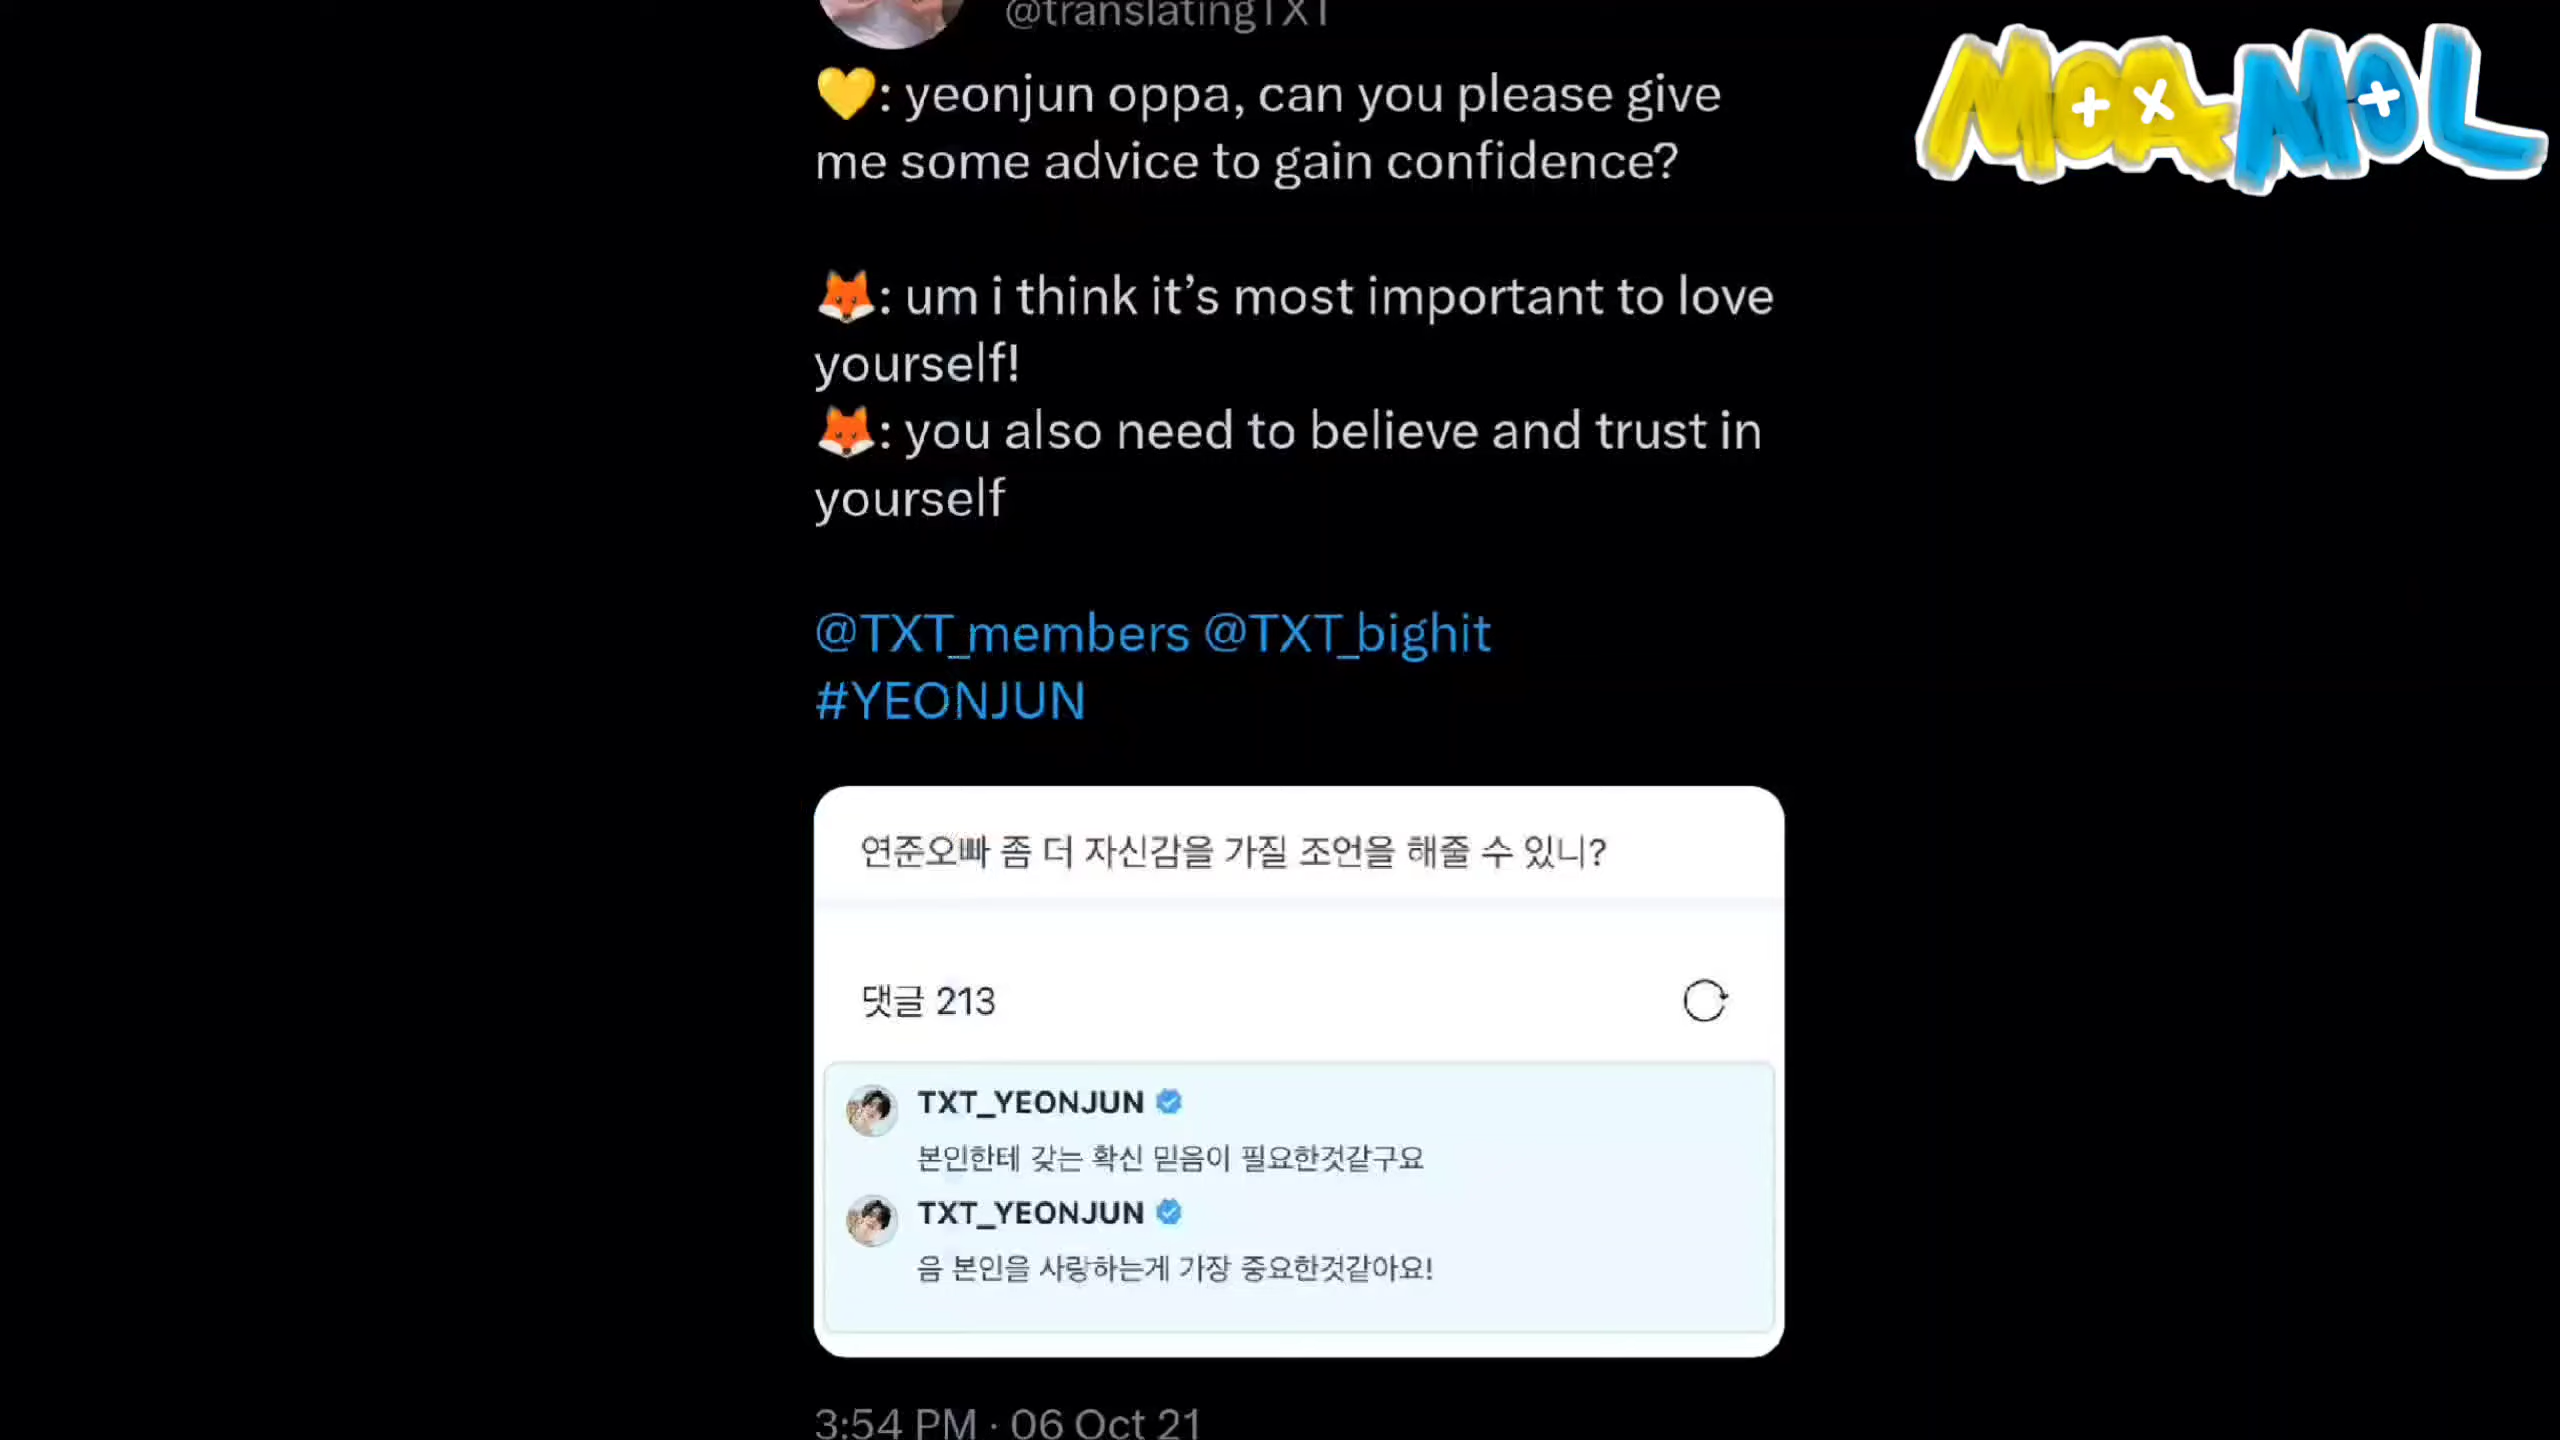 @translatingTXT
MOA MOL
💛: yeonjun oppa, can you please give
me some advice to gain confidence?
🦊: um i think it’s most important to love
yourself!
🦊: you also need to believe and trust in
yourself
@TXT_members @TXT_bighit
#YEONJUN
연준오빠 좀 더 자신감을 가질 조언을 해줄 수 있니?
댓글 213
TXT_YEONJUN
본인한테 갖는 확신 믿음이 필요한것같구요
TXT_YEONJUN
음 본인을 사랑하는게 가장 중요한것같아요!
3:54 PM · 06 Oct 21